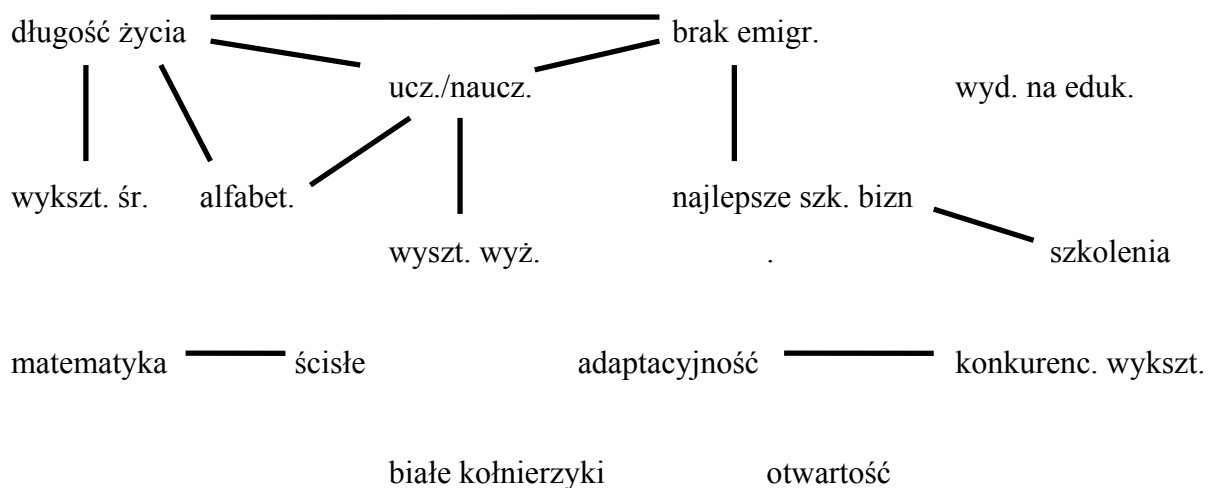 długość życia brak emigr.
ucz./naucz. wyd. na eduk.
wykszt. śr. alfabet. najlepsze szk. bizn
wyszt. wyż. . szkolenia
matematyka ścisłe adaptacyjność konkurenc. wykszt.
białe kołnierzyki otwartość